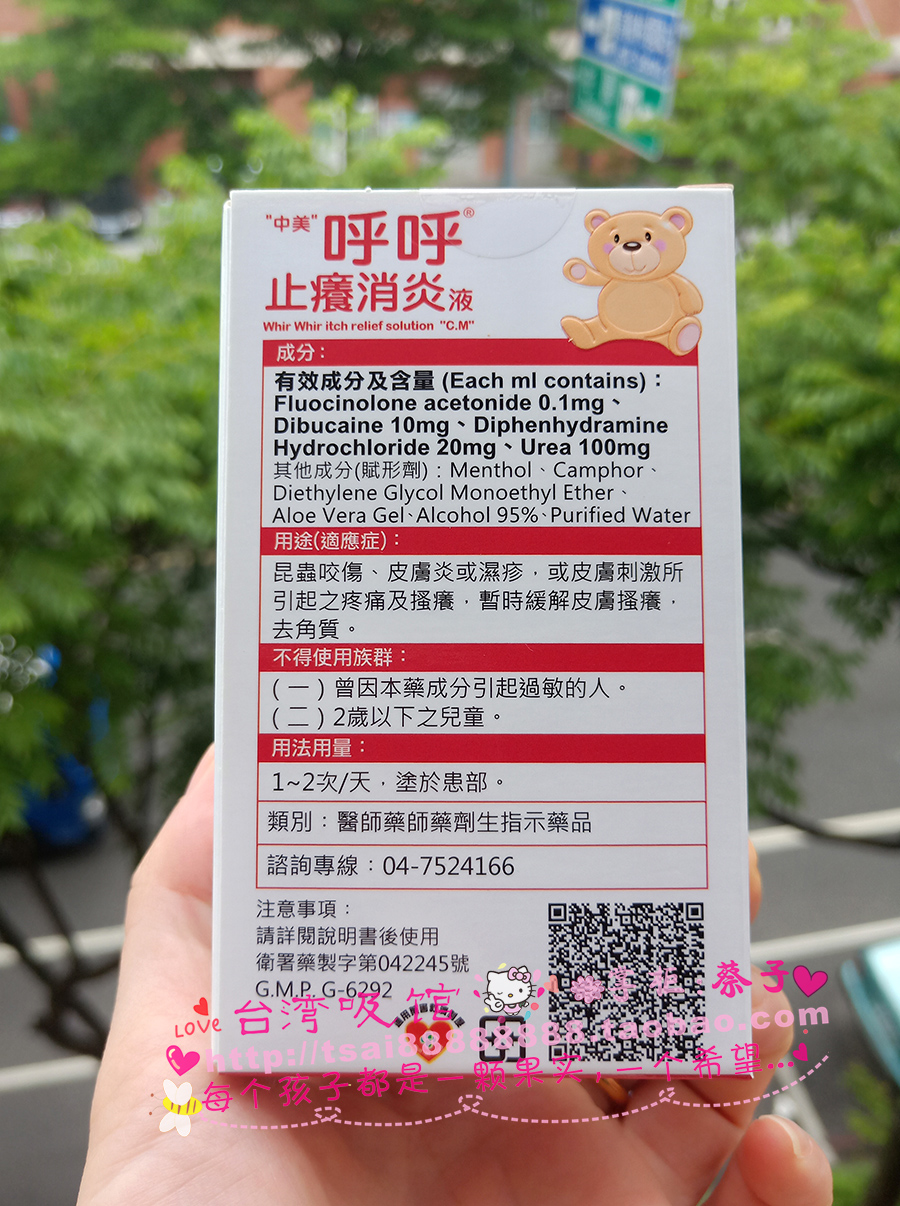 "中美"呼呼®
止癢消炎液
Whir Whir itch relief solution "C.M"
成分：
有效成分及含量 (Each ml contains)：
Fluocinolone acetonide 0.1mg、
Dibucaine 10mg、Diphenhydramine
Hydrochloride 20mg、Urea 100mg
其他成分(賦形劑)：Menthol、Camphor、
Diethylene Glycol Monoethyl Ether、
Aloe Vera Gel、Alcohol 95%、Purified Water
用途(適應症)：
昆蟲咬傷、皮膚炎或濕疹，或皮膚刺激所
引起之疼痛及搔癢，暫時緩解皮膚搔癢，
去角質。
不得使用族群：
(一)曾因本藥成分引起過敏的人。
(二)2歲以下之兒童。
用法用量：
1~2次/天，塗於患部。
類別：醫師藥師藥劑生指示藥品
諮詢專線：04-7524166
注意事項：
請詳閱說明書後使用
衛署藥製字第042245號
G.M.P. G-6292
Love 台湾吸馆 掌柜：蔡子
http://tsai88888888.taobao.com
每个孩子都是一颗果实，一个希望...